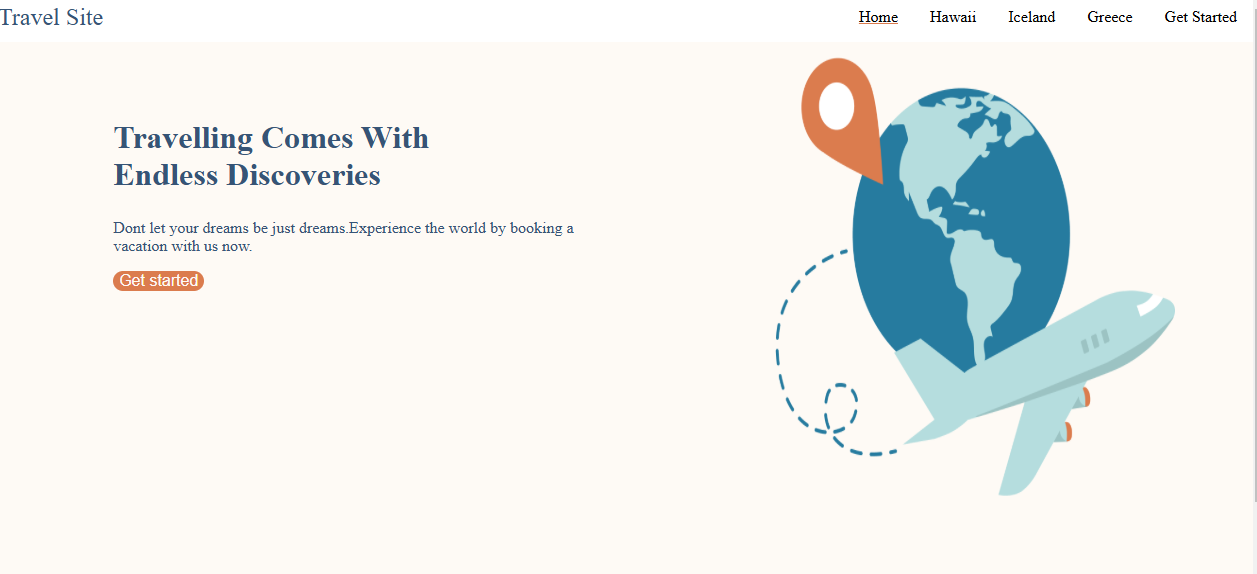 Travel Site
Home Hawaii Iceland Greece Get Started
Travelling Comes With
Endless Discoveries
Dont let your dreams be just dreams.Experience the world by booking a
vacation with us now.
Get started